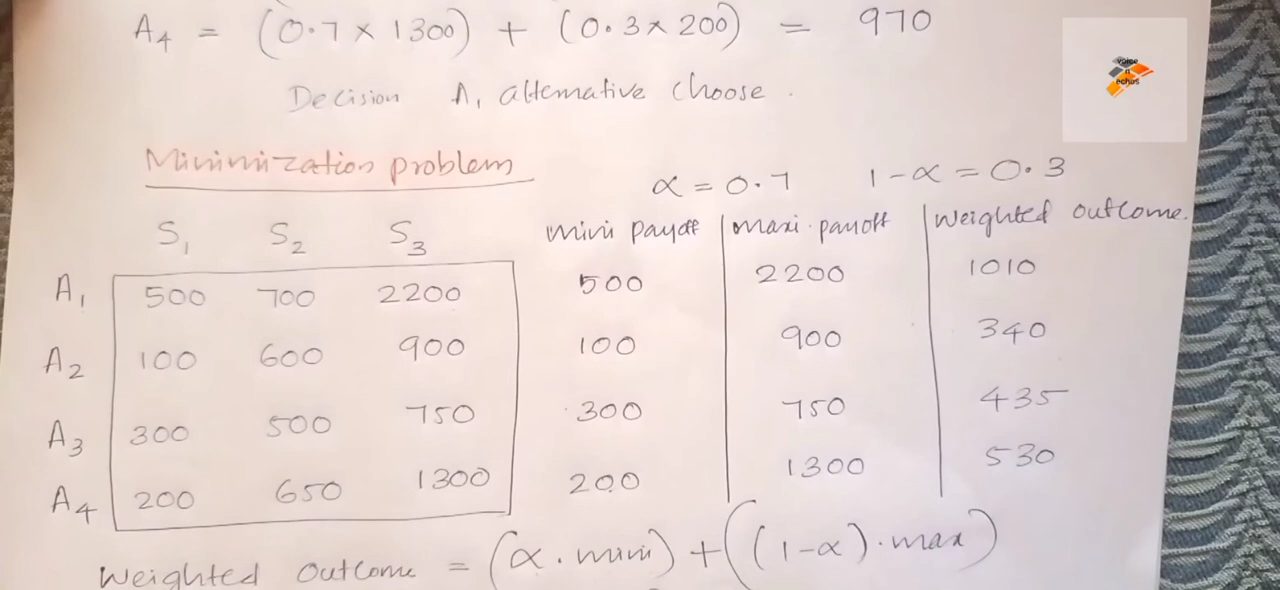 A4 = (0.7 x 1300) + (0.3 x 200) = 970
voice n echos
Decision A1 alternative choose.
Minimization problem
α = 0.7 1-α = 0.3
S1 S2 S3 mini payoff maxi payoff weighted outcome.
A1 500 700 2200 500 2200 1010
A2 100 600 900 100 900 340
A3 300 500 750 300 750 435
A4 200 650 1300 200 1300 530
Weighted outcome = (α.mini) + ((1-α).max)